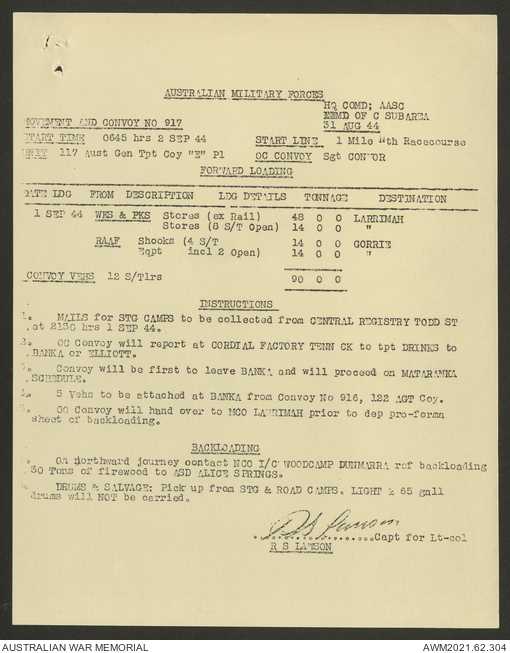 AUSTRALIAN MILITARY FORCES
HQ COMD; AASC
OF C SUBAREA
31 AUG 44
MOVEMENT AND CONVOY NO 917
START TIME 0645 hrs 2 SEP 44 START LINE 1 Mile Nth Racecourse
UNIT 117 Aust Gen Tpt Coy "E" Pl OC CONVOY Sgt CONTOR
FORWARD LOADING
DATE LDG FROM DESCRIPTION LDG DETAILS TONNAGE DESTINATION
1 SEP 44 WKS & PKS Stores (ex Rail) 48 0 0 LARRIMAH
Stores (8 S/T Open) 14 0 0 "
RAAF Shooks (4 S/T 14 0 0 GORRIE
Eqpt incl 2 Open) 14 0 0 "
CONVOY VEHS 12 S/Tlrs 90 0 0
INSTRUCTIONS
MAILS for STG CAMPS to be collected from CENTRAL REGISTRY TODD ST
at 2130 hrs 1 SEP 44.
OC Convoy will report at CORDIAL FACTORY TENN CK to tpt DRINKS to
BANKA or ELLIOTT.
Convoy will be first to leave BANKA and will proceed on MATARANKA
SCHEDULE.
5 Vehs to be attached at BANKA from Convoy No 916, 122 AGT Coy.
OC Convoy will hand over to MCO LARRIMAH prior to dep pro-forma
sheet of backloading.
BACKLOADING
On northward journey contact NCO I/C WOODCAMP DUNMARRA ref backloading
30 Tons of firewood to ASD ALICE SPRINGS.
DRUMS & SALVAGE: Pick up from STG & ROAD CAMPS. LIGHT & 65 gall
drums will NOT be carried.
R S Lawson
Capt for Lt-col
R S LAWSON
AUSTRALIAN WAR MEMORIAL AWM2021.62.304